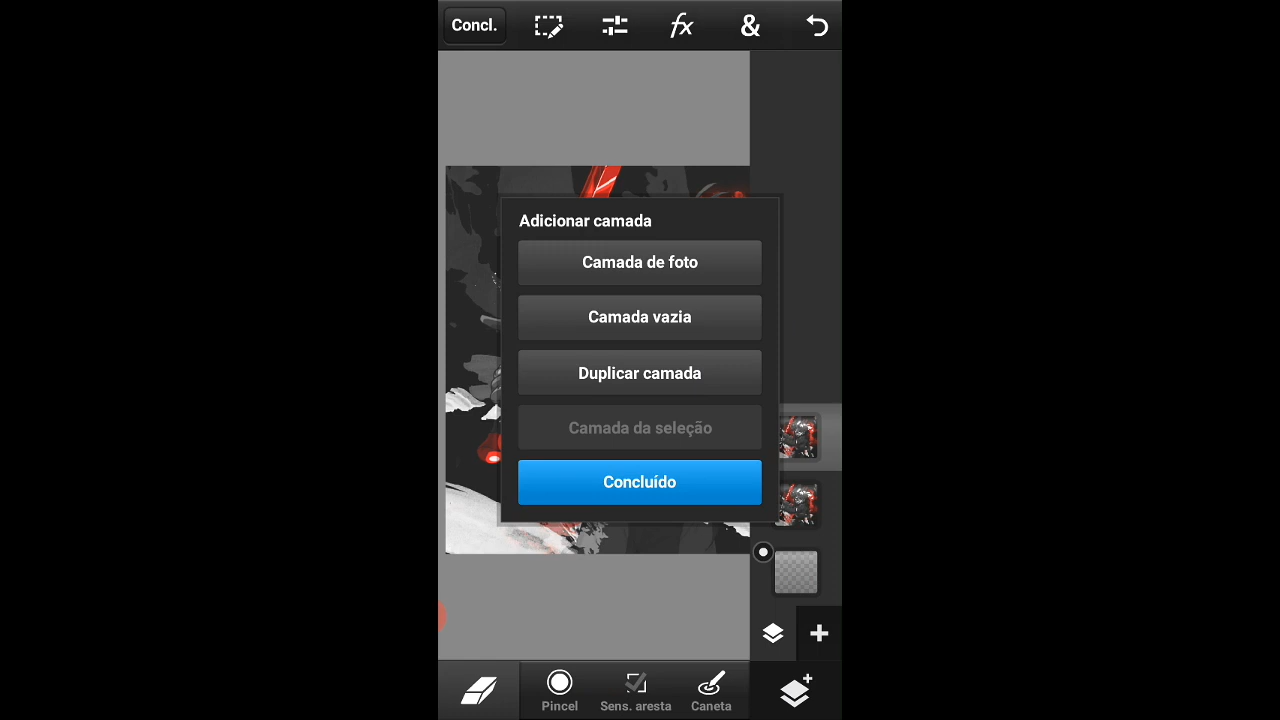 Concl.
fx
&
Adicionar camada
Camada de foto
Camada vazia
Duplicar camada
Camada da seleção
Concluído
Pincel
Sens. aresta
Caneta